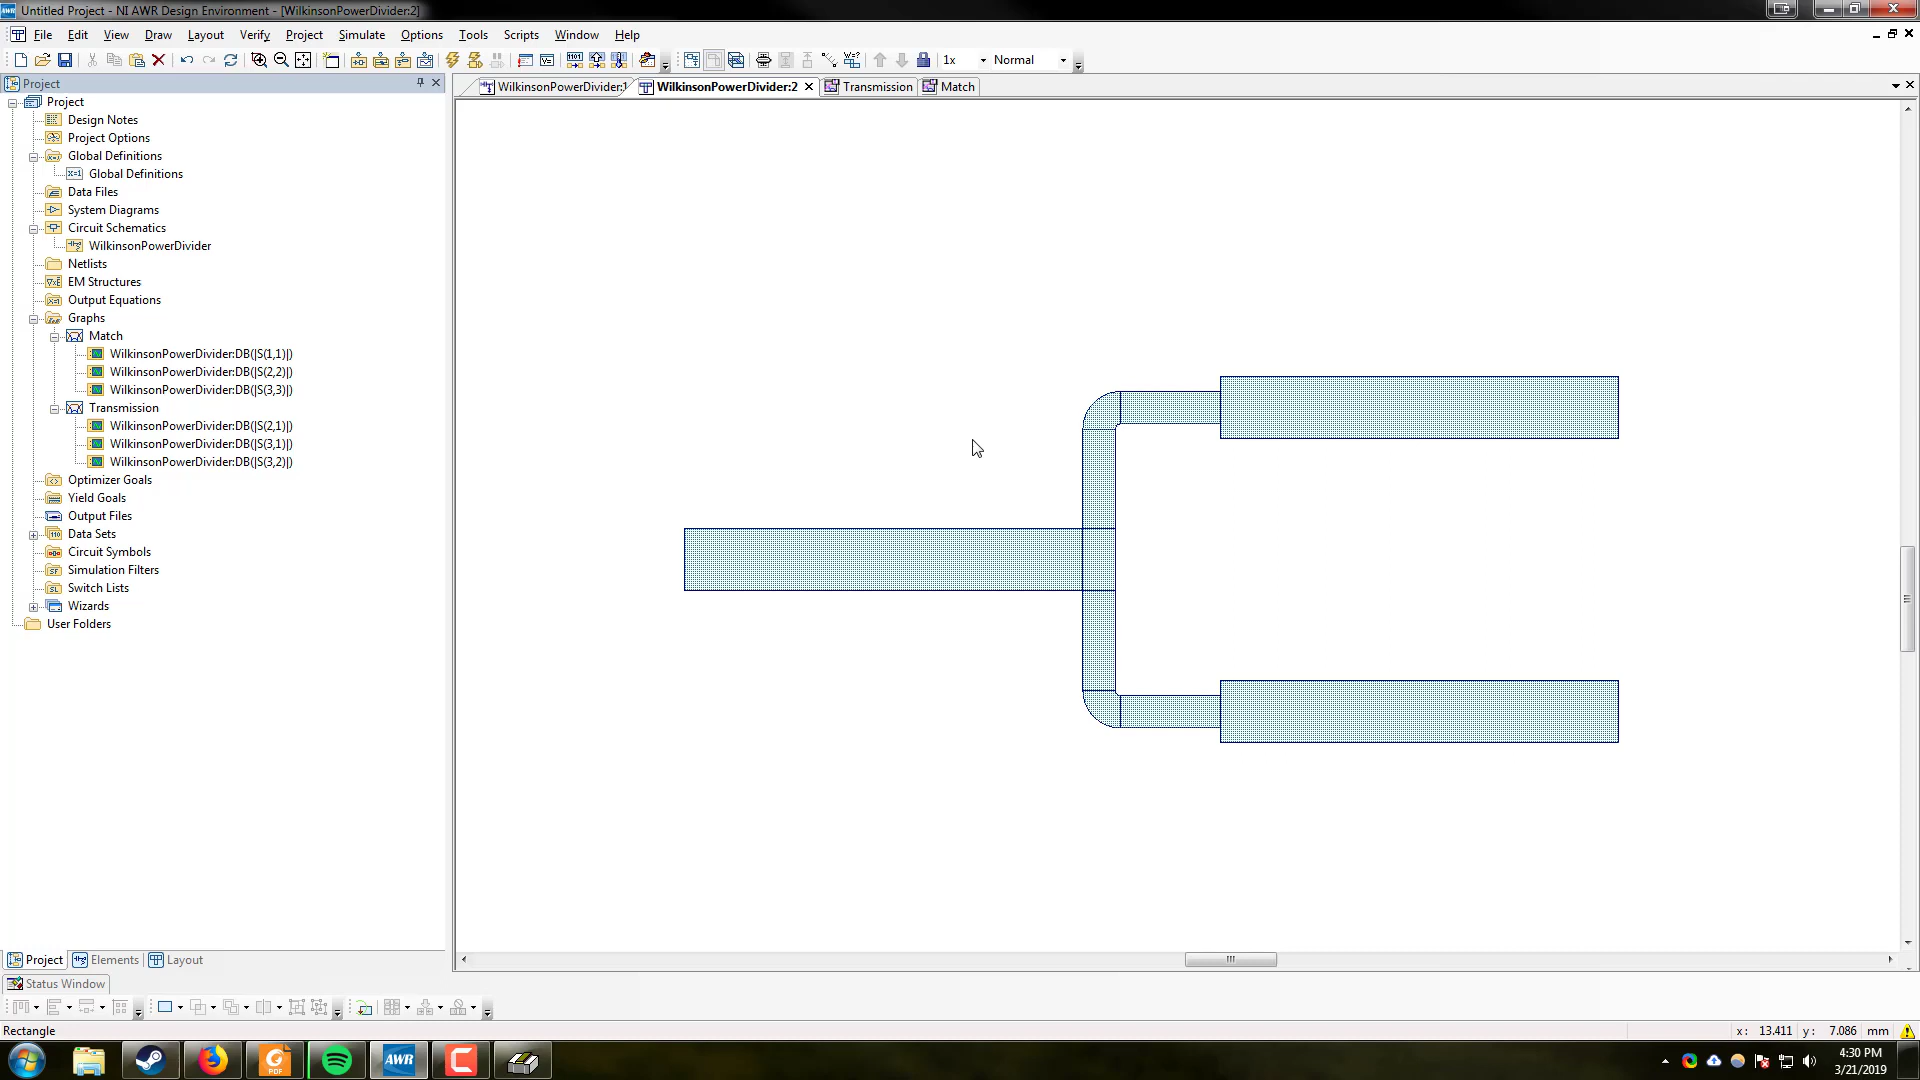 Untitled Project - NI AWR Design Environment - [WilkinsonPowerDivider:2]
File Edit View Draw Layout Verify Project Simulate Options Tools Scripts Window Help
1x Normal
Project
WilkinsonPowerDivider:1 WilkinsonPowerDivider:2 Transmission Match
Project
Design Notes
Project Options
Global Definitions
Global Definitions
Data Files
System Diagrams
Circuit Schematics
WilkinsonPowerDivider
Netlists
EM Structures
Output Equations
Graphs
Match
WilkinsonPowerDivider:DB(|S(1,1)|)
WilkinsonPowerDivider:DB(|S(2,2)|)
WilkinsonPowerDivider:DB(|S(3,3)|)
Transmission
WilkinsonPowerDivider:DB(|S(2,1)|)
WilkinsonPowerDivider:DB(|S(3,1)|)
WilkinsonPowerDivider:DB(|S(3,2)|)
Optimizer Goals
Yield Goals
Output Files
Data Sets
Circuit Symbols
Simulation Filters
Switch Lists
Wizards
User Folders
Project Elements Layout
Status Window
Rectangle
x: 13.411 y: 7.086 mm
AWR
PDF
4:30 PM
3/21/2019